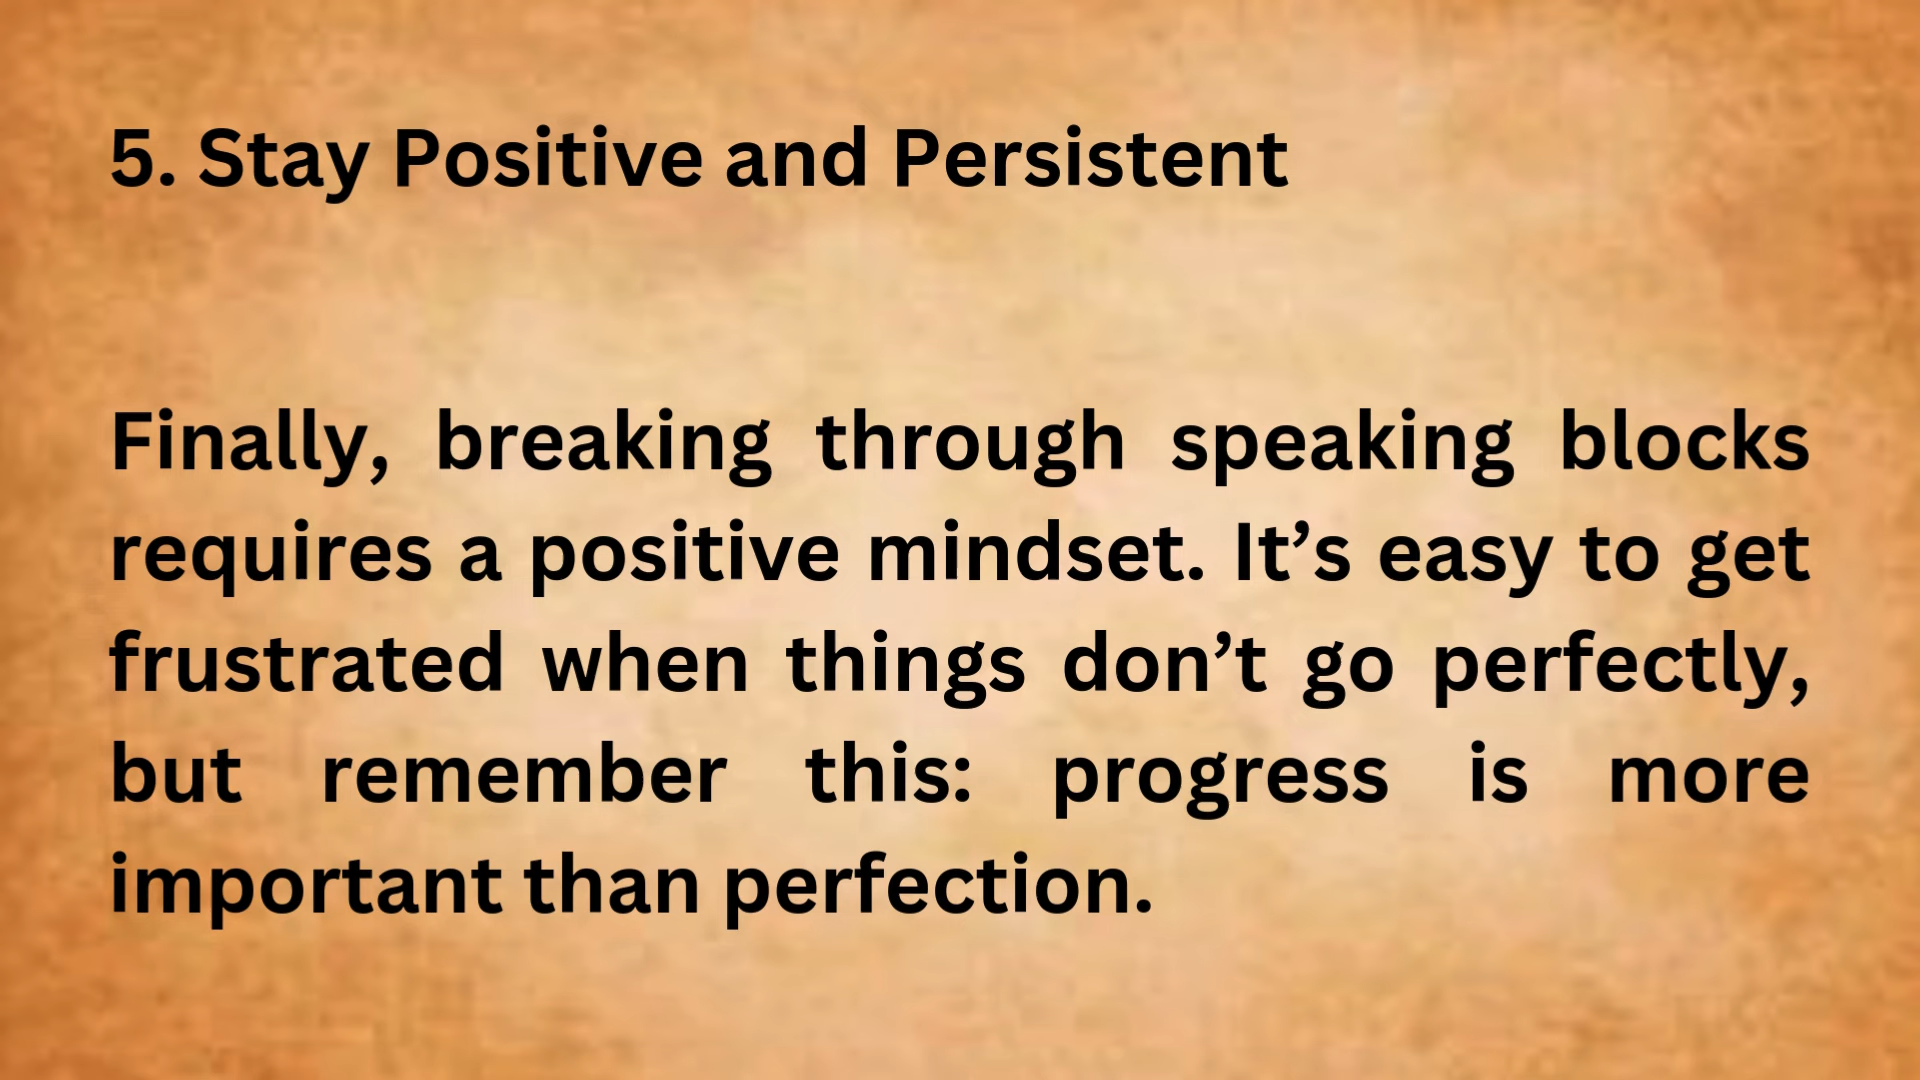 5. Stay Positive and Persistent
Finally, breaking through speaking blocks
requires a positive mindset. It’s easy to get
frustrated when things don’t go perfectly,
but remember this: progress is more
important than perfection.